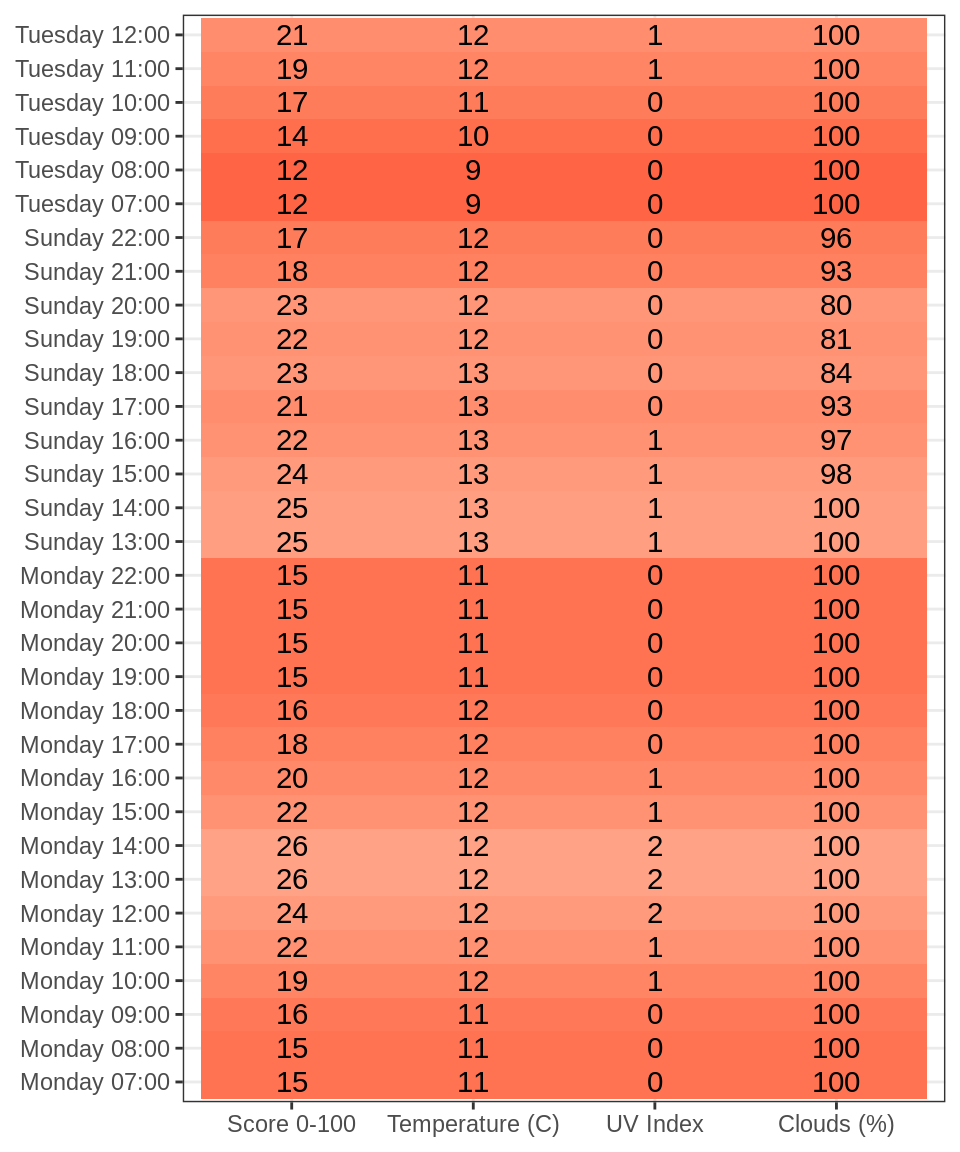 Tuesday 12:00 21 12 1 100
Tuesday 11:00 19 12 1 100
Tuesday 10:00 17 11 0 100
Tuesday 09:00 14 10 0 100
Tuesday 08:00 12 9 0 100
Tuesday 07:00 12 9 0 100
Sunday 22:00 17 12 0 96
Sunday 21:00 18 12 0 93
Sunday 20:00 23 12 0 80
Sunday 19:00 22 12 0 81
Sunday 18:00 23 13 0 84
Sunday 17:00 21 13 0 93
Sunday 16:00 22 13 1 97
Sunday 15:00 24 13 1 98
Sunday 14:00 25 13 1 100
Sunday 13:00 25 13 1 100
Monday 22:00 15 11 0 100
Monday 21:00 15 11 0 100
Monday 20:00 15 11 0 100
Monday 19:00 15 11 0 100
Monday 18:00 16 12 0 100
Monday 17:00 18 12 0 100
Monday 16:00 20 12 1 100
Monday 15:00 22 12 1 100
Monday 14:00 26 12 2 100
Monday 13:00 26 12 2 100
Monday 12:00 24 12 2 100
Monday 11:00 22 12 1 100
Monday 10:00 19 12 1 100
Monday 09:00 16 11 0 100
Monday 08:00 15 11 0 100
Monday 07:00 15 11 0 100
Score 0-100 Temperature (C) UV Index Clouds (%)